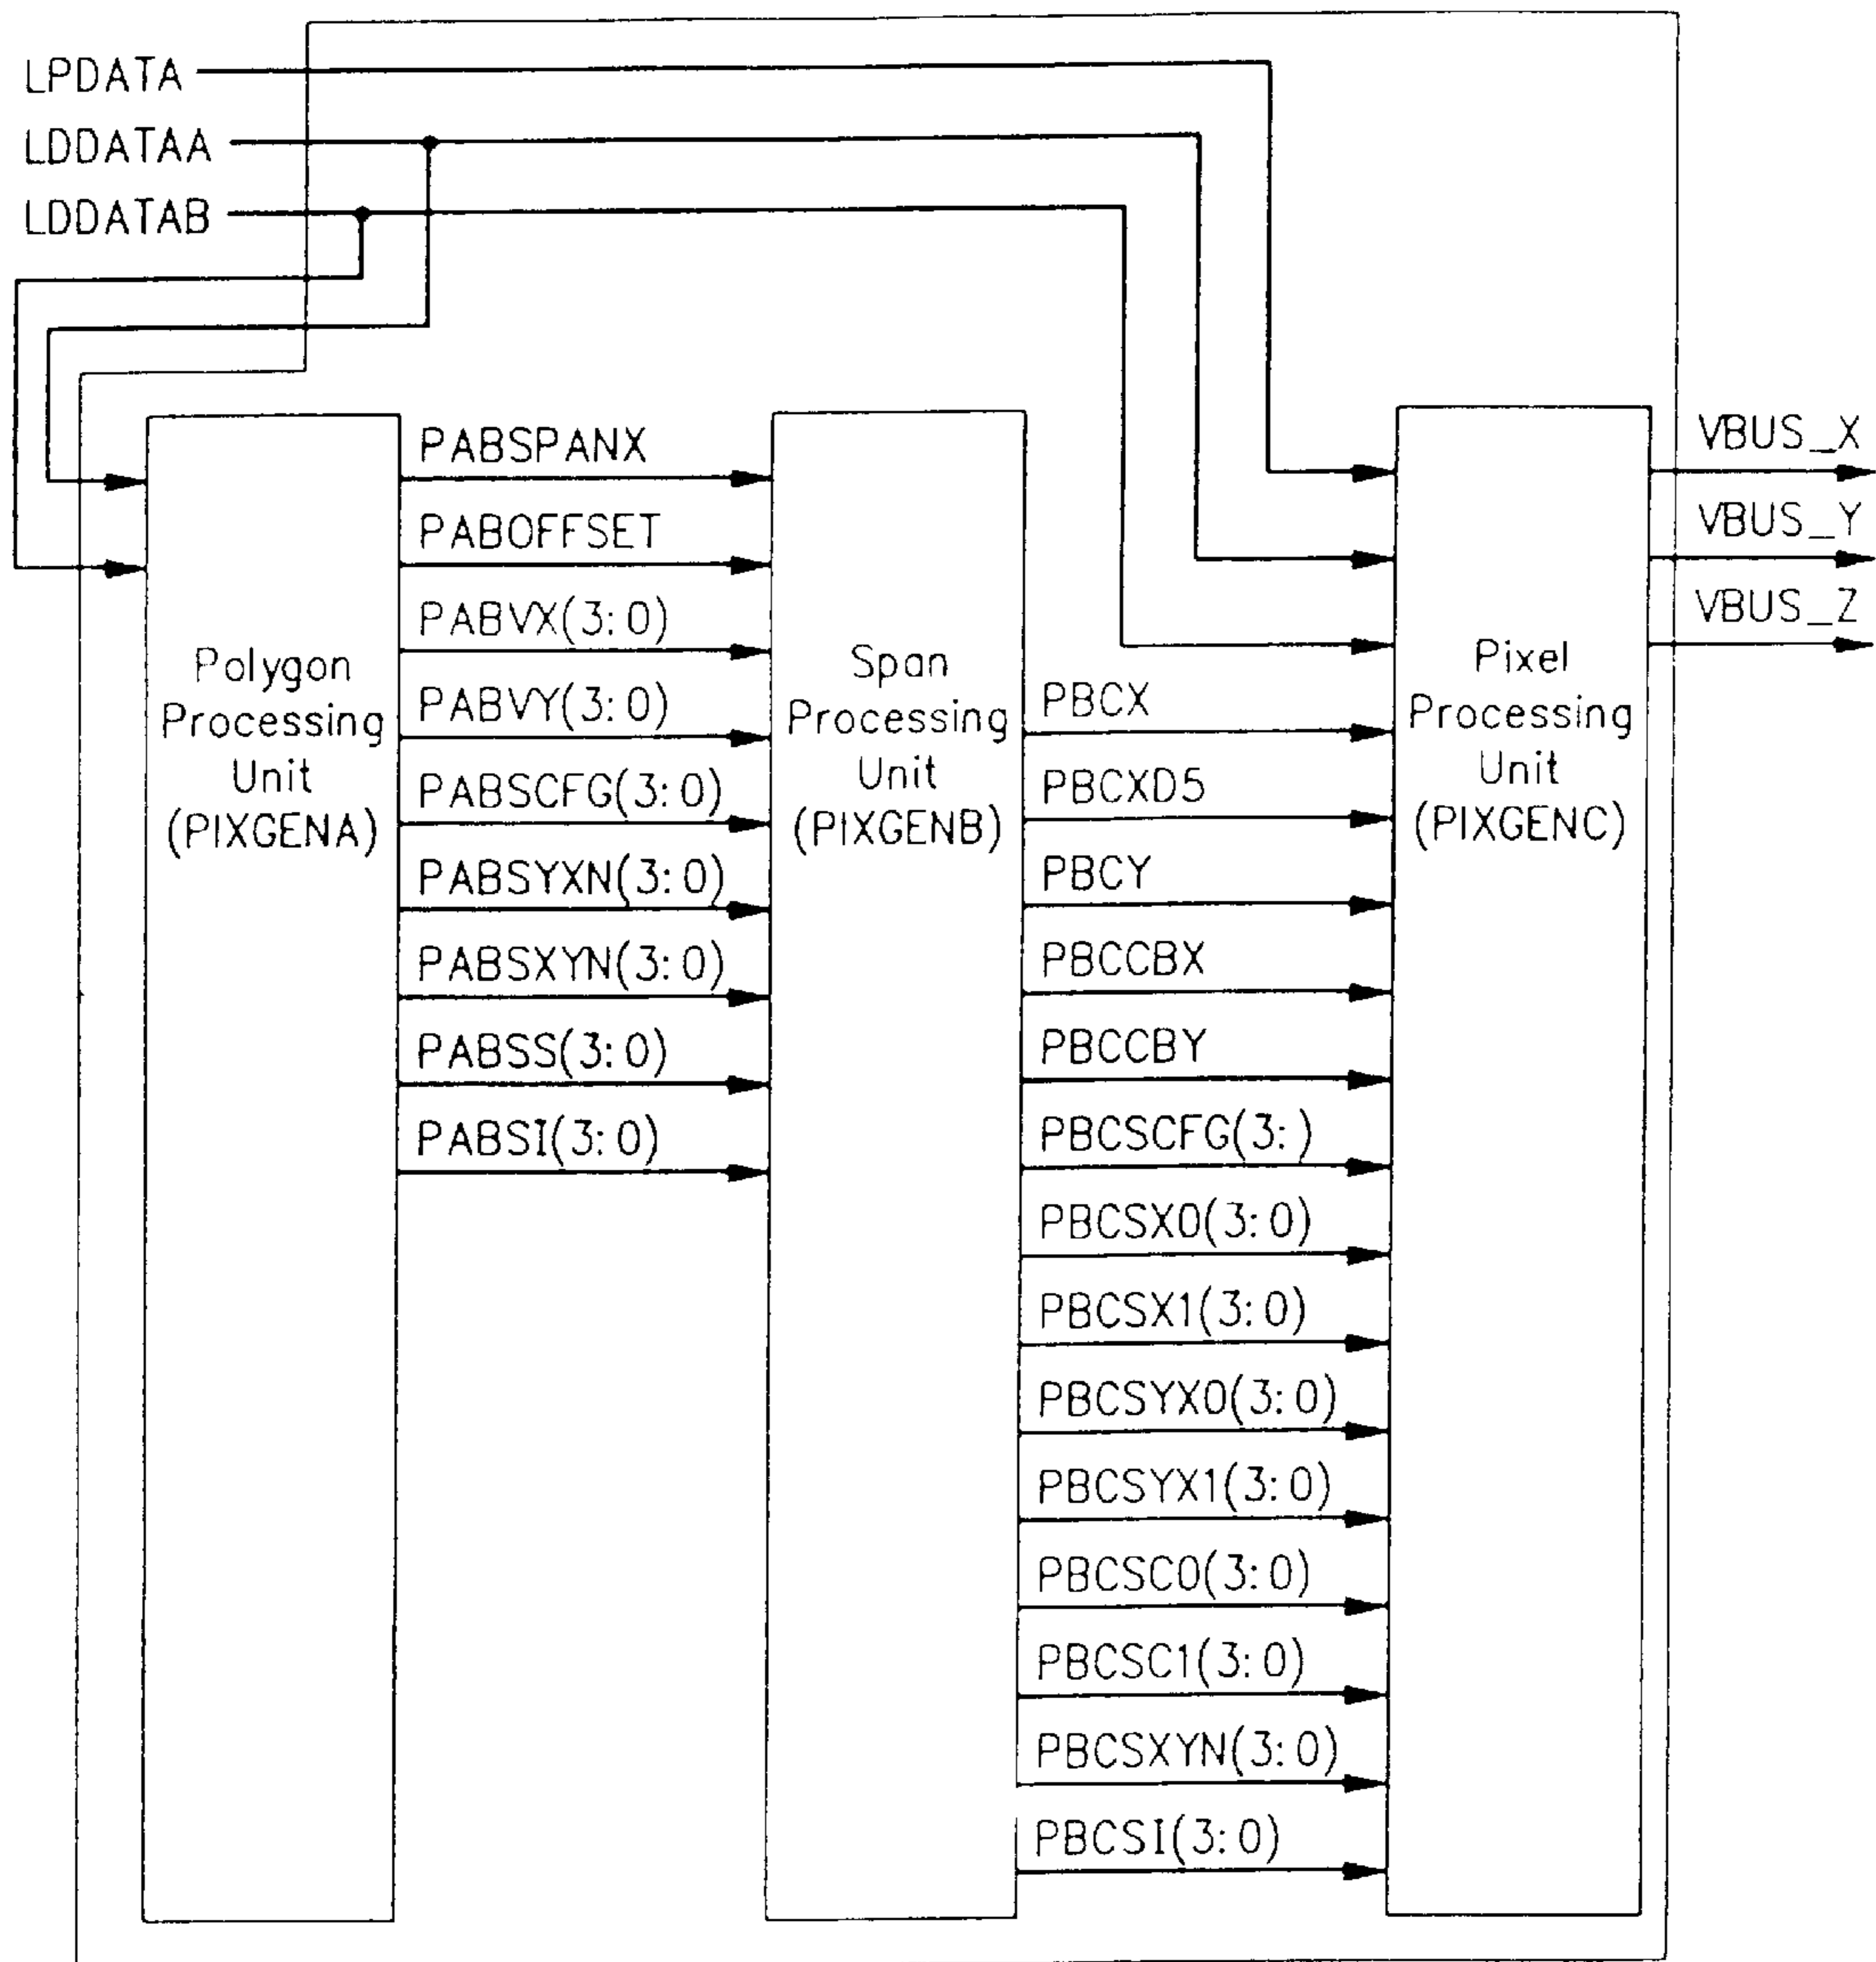 LPDATA
LDDATAA
LDDATAB
Polygon
Processing
Unit
(PIXGENA)
PABSPANX
PABOFFSET
PABVX(3:0)
PABVY(3:0)
PABSCFG(3:0)
PABSYXN(3:0)
PABSXYN(3:0)
PABSS(3:0)
PABSI(3:0)
Span
Processing
Unit
(PIXGENB)
PBCX
PBCXD5
PBCY
PBCCBX
PBCCBY
PBCSCFG(3:)
PBCSX0(3:0)
PBCSX1(3:0)
PBCSYX0(3:0)
PBCSYX1(3:0)
PBCSC0(3:0)
PBCSC1(3:0)
PBCSXYN(3:0)
PBCSI(3:0)
Pixel
Processing
Unit
(PIXGENC)
VBUS_X
VBUS_Y
VBUS_Z